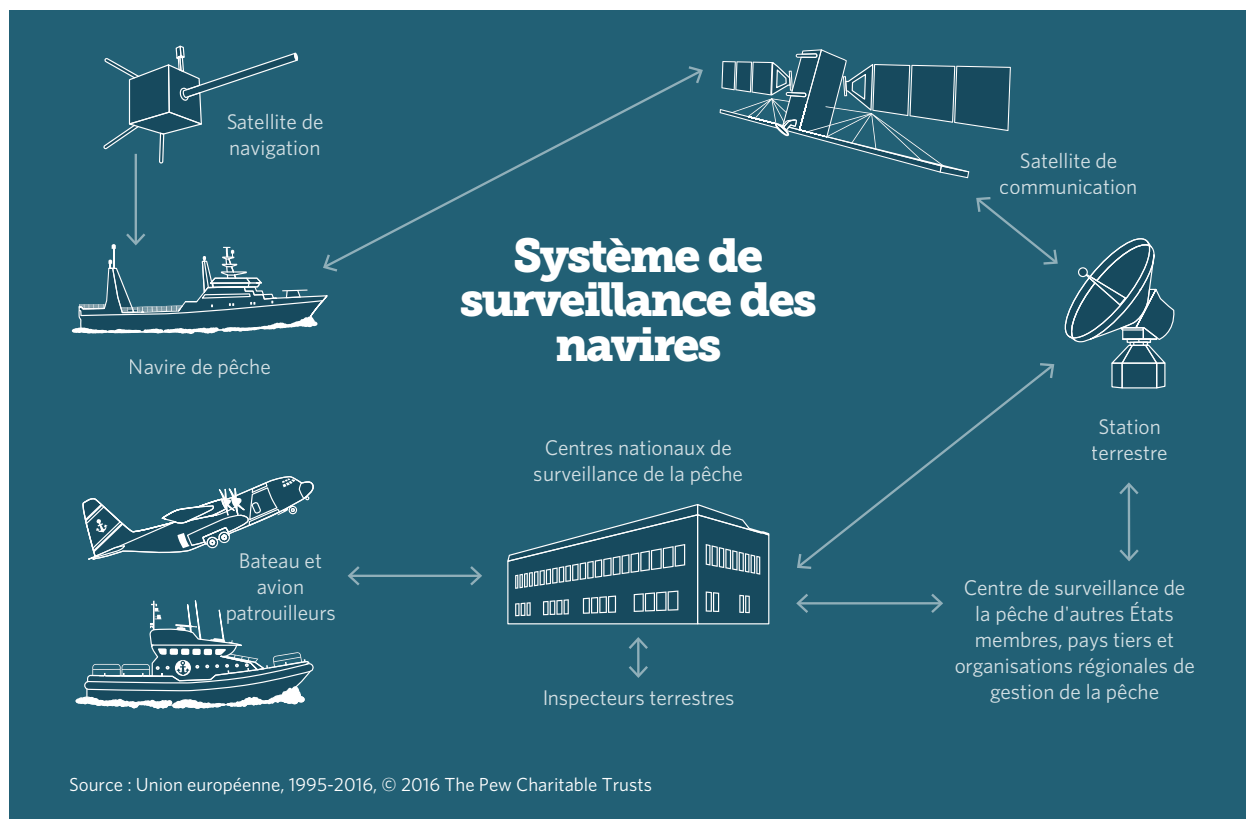 Satellite de
navigation
Satellite de
communication
Système de
surveillance des
navires
Navire de pêche
Station
terrestre
Centres nationaux de
surveillance de la pêche
Bateau et
avion
patrouilleurs
Centre de surveillance de
la pêche d'autres États
membres, pays tiers et
organisations régionales de
gestion de la pêche
Inspecteurs terrestres
Source : Union européenne, 1995-2016, © 2016 The Pew Charitable Trusts